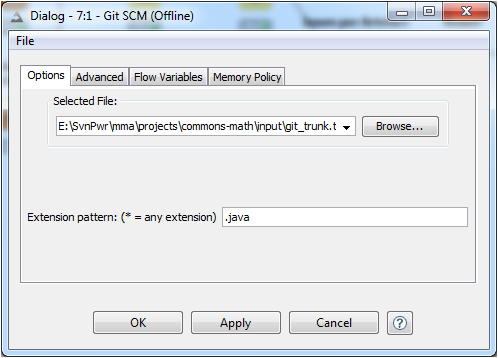 Dialog - 7:1 - Git SCM (Offline)
File
Options Advanced Flow Variables Memory Policy
Selected File:
E:\SvnPwr\mma\projects\commons-math\input\git_trunk.t Browse...
Extension pattern: (* = any extension) .java
OK Apply Cancel ?